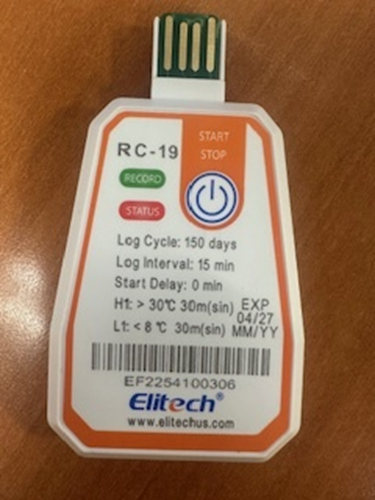 START
STOP
RC-19
RECORD
STATUS
Log Cycle: 150 days
Log Interval: 15 min
Start Delay: 0 min
H1: > 30℃ 30m(sin) EXP
04/27
L1: < 8 ℃ 30m(sin) MM/YY
EF2254100306
Elitech®
www.elitechus.com